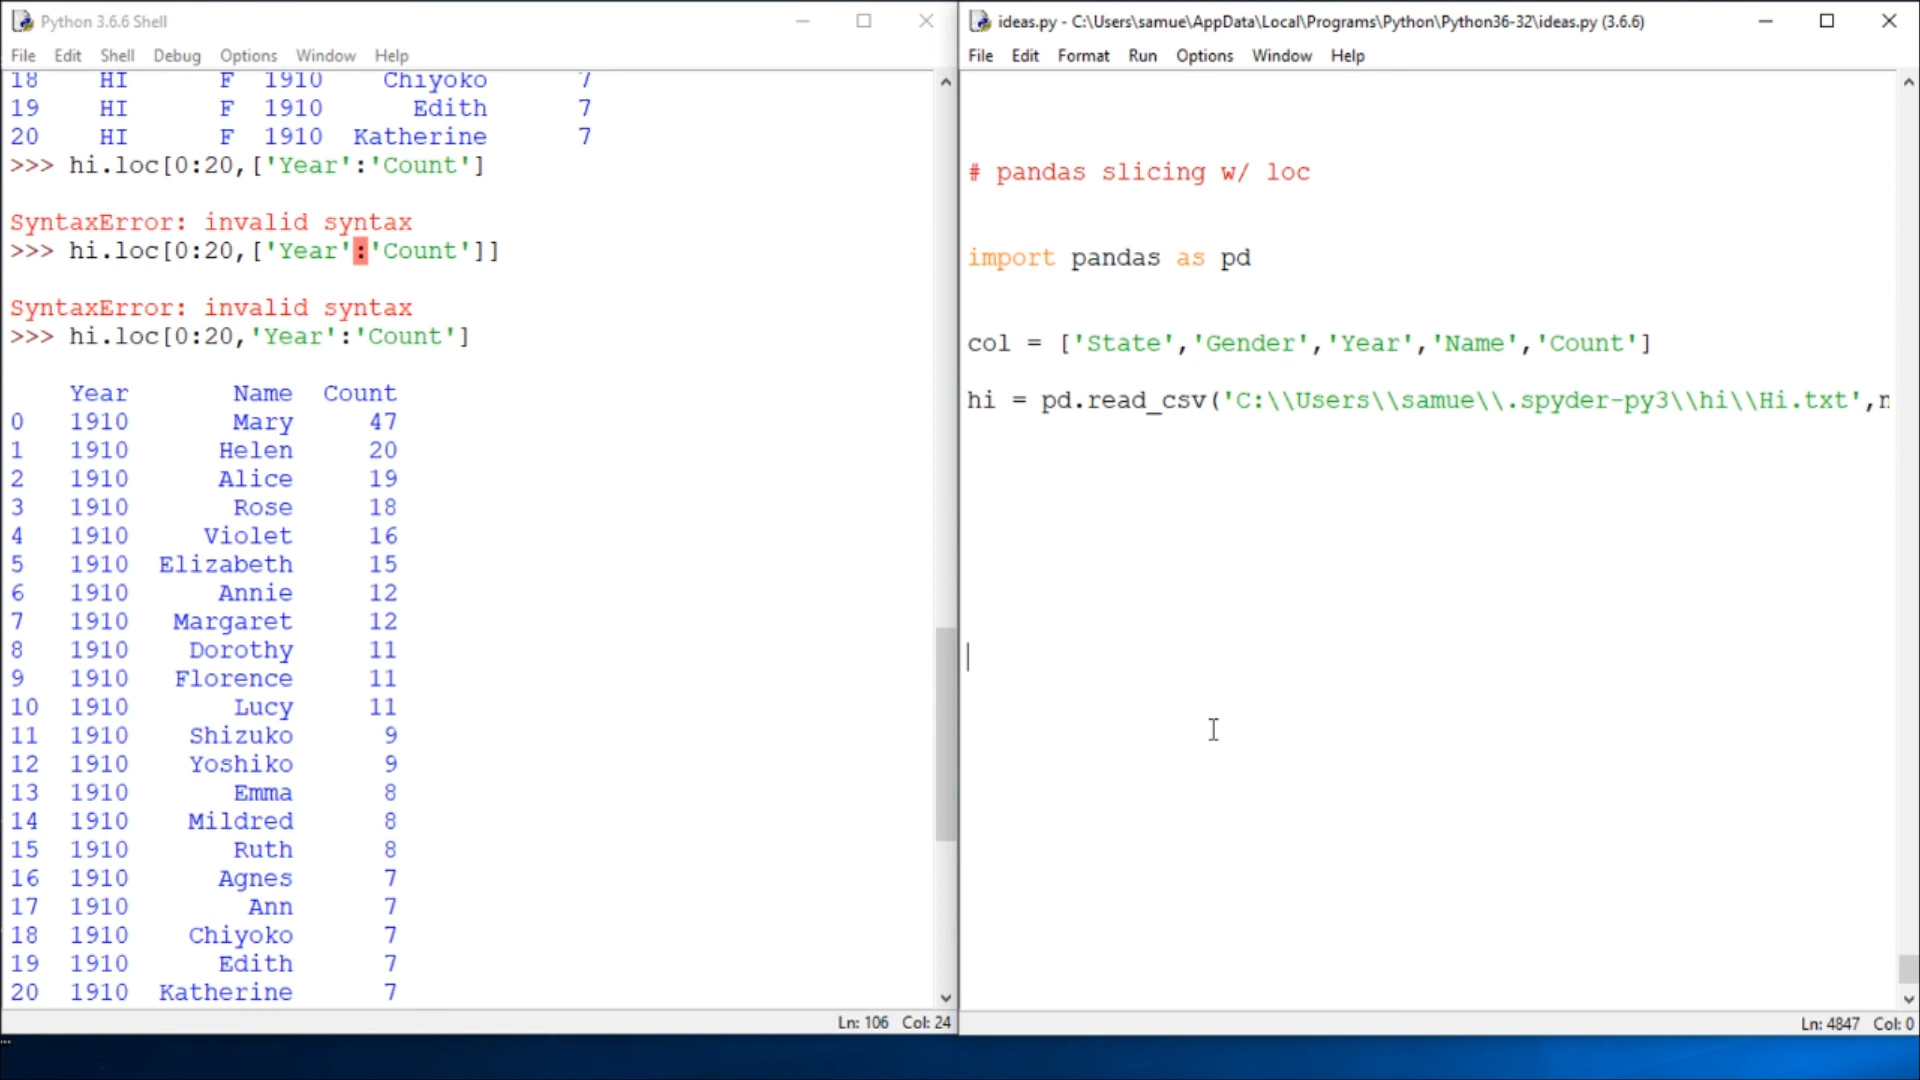 Python 3.6.6 Shell
File Edit Shell Debug Options Window Help
18 HI F 1910 Chiyoko 7
19 HI F 1910 Edith 7
20 HI F 1910 Katherine 7
>>> hi.loc[0:20,['Year':'Count']
SyntaxError: invalid syntax
>>> hi.loc[0:20,['Year':'Count']]
SyntaxError: invalid syntax
>>> hi.loc[0:20,'Year':'Count']
Year Name Count
0 1910 Mary 47
1 1910 Helen 20
2 1910 Alice 19
3 1910 Rose 18
4 1910 Violet 16
5 1910 Elizabeth 15
6 1910 Annie 12
7 1910 Margaret 12
8 1910 Dorothy 11
9 1910 Florence 11
10 1910 Lucy 11
11 1910 Shizuko 9
12 1910 Yoshiko 9
13 1910 Emma 8
14 1910 Mildred 8
15 1910 Ruth 8
16 1910 Agnes 7
17 1910 Ann 7
18 1910 Chiyoko 7
19 1910 Edith 7
20 1910 Katherine 7
Ln: 106 Col: 24
ideas.py - C:\Users\samue\AppData\Local\Programs\Python\Python36-32\ideas.py (3.6.6)
File Edit Format Run Options Window Help
# pandas slicing w/ loc
import pandas as pd
col = ['State','Gender','Year','Name','Count']
hi = pd.read_csv('C:\\Users\\samue\\.spyder-py3\\hi\\Hi.txt',n
Ln: 4847 Col: 0